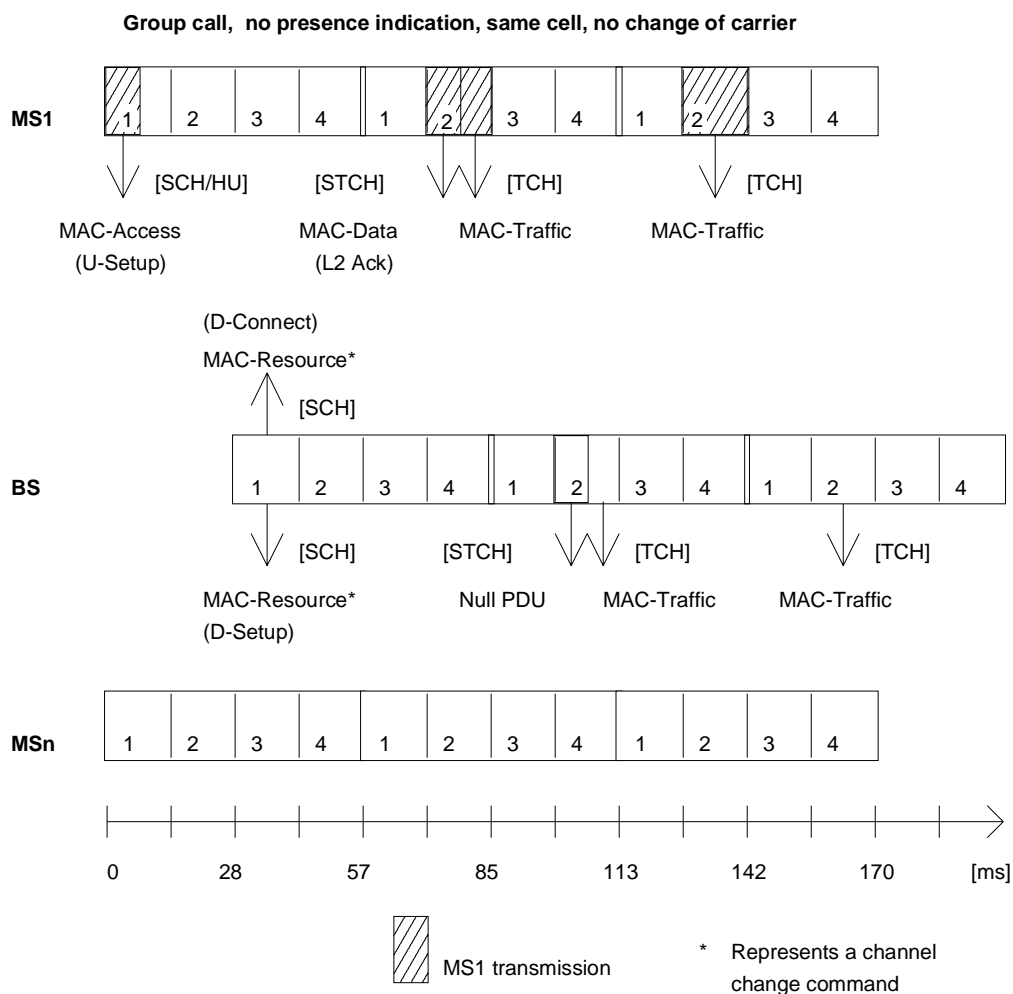 Group call, no presence indication, same cell, no change of carrier
MS1
1 2 3 4 1 2 3 4 1 2 3 4
[SCH/HU] [STCH] [TCH] [TCH]
MAC-Access MAC-Data MAC-Traffic MAC-Traffic
(U-Setup) (L2 Ack)
(D-Connect)
MAC-Resource*
[SCH]
BS
1 2 3 4 1 2 3 4 1 2 3 4
[SCH] [STCH] [TCH] [TCH]
MAC-Resource* Null PDU MAC-Traffic MAC-Traffic
(D-Setup)
MSn
1 2 3 4 1 2 3 4 1 2 3 4
0 28 57 85 113 142 170 [ms]
MS1 transmission
* Represents a channel
change command